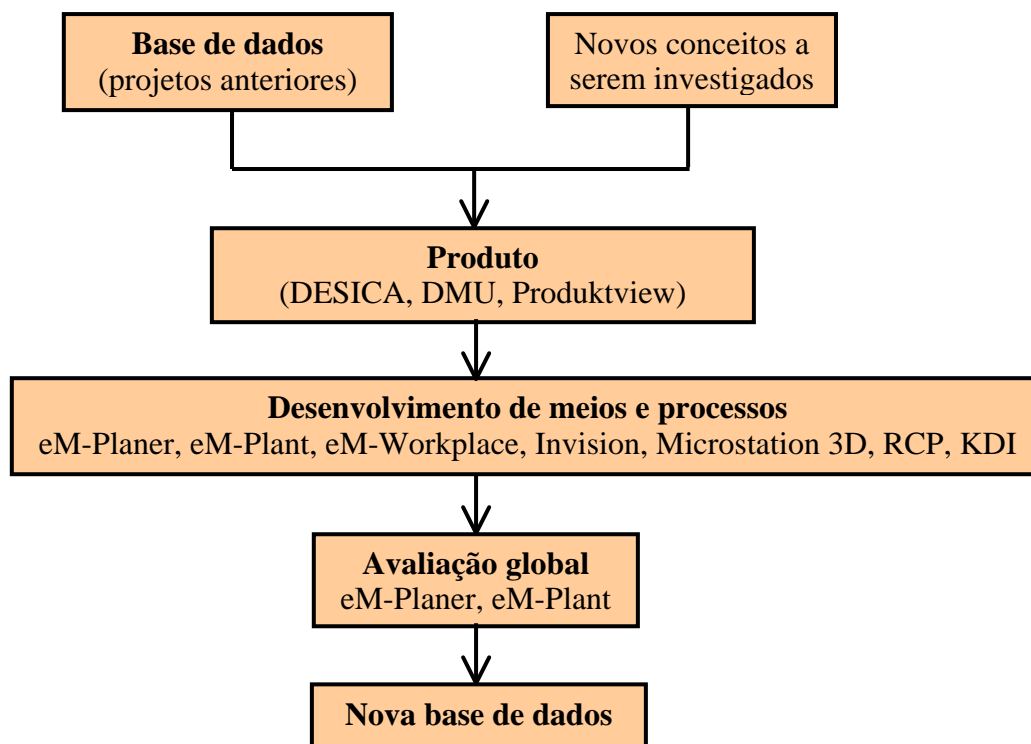 Base de dados
(projetos anteriores)
Novos conceitos a
serem investigados
Produto
(DESICA, DMU, Produktview)
Desenvolvimento de meios e processos
eM-Planer, eM-Plant, eM-Workplace, Invision, Microstation 3D, RCP, KDI
Avaliação global
eM-Planer, eM-Plant
Nova base de dados